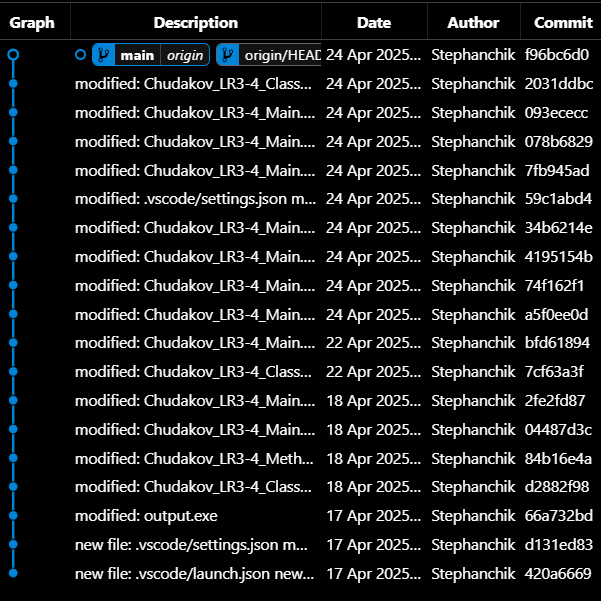 Graph Description Date Author Commit
main origin origin/HEAD 24 Apr 2025... Stephanchik f96bc6d0
modified: Chudakov_LR3-4_Class... 24 Apr 2025... Stephanchik 2031ddbc
modified: Chudakov_LR3-4_Main.... 24 Apr 2025... Stephanchik 093ececc
modified: Chudakov_LR3-4_Main.... 24 Apr 2025... Stephanchik 078b6829
modified: Chudakov_LR3-4_Main.... 24 Apr 2025... Stephanchik 7fb945ad
modified: .vscode/settings.json m... 24 Apr 2025... Stephanchik 59c1abd4
modified: Chudakov_LR3-4_Main.... 24 Apr 2025... Stephanchik 34b6214e
modified: Chudakov_LR3-4_Main.... 24 Apr 2025... Stephanchik 4195154b
modified: Chudakov_LR3-4_Main.... 24 Apr 2025... Stephanchik 74f162f1
modified: Chudakov_LR3-4_Main.... 24 Apr 2025... Stephanchik a5f0ee0d
modified: Chudakov_LR3-4_Main.... 22 Apr 2025... Stephanchik bfd61894
modified: Chudakov_LR3-4_Class... 22 Apr 2025... Stephanchik 7cf63a3f
modified: Chudakov_LR3-4_Main.... 18 Apr 2025... Stephanchik 2fe2fd87
modified: Chudakov_LR3-4_Main.... 18 Apr 2025... Stephanchik 04487d3c
modified: Chudakov_LR3-4_Meth... 18 Apr 2025... Stephanchik 84b16e4a
modified: Chudakov_LR3-4_Class... 18 Apr 2025... Stephanchik d2882f98
modified: output.exe 17 Apr 2025... Stephanchik 66a732bd
new file: .vscode/settings.json m... 17 Apr 2025... Stephanchik d131ed83
new file: .vscode/launch.json new... 17 Apr 2025... Stephanchik 420a6669